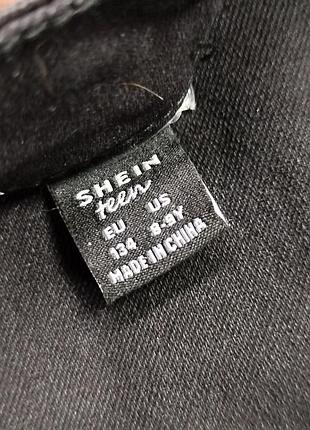 SHEIN
teen
EU US
134 8-9Y
MADE IN CHINA